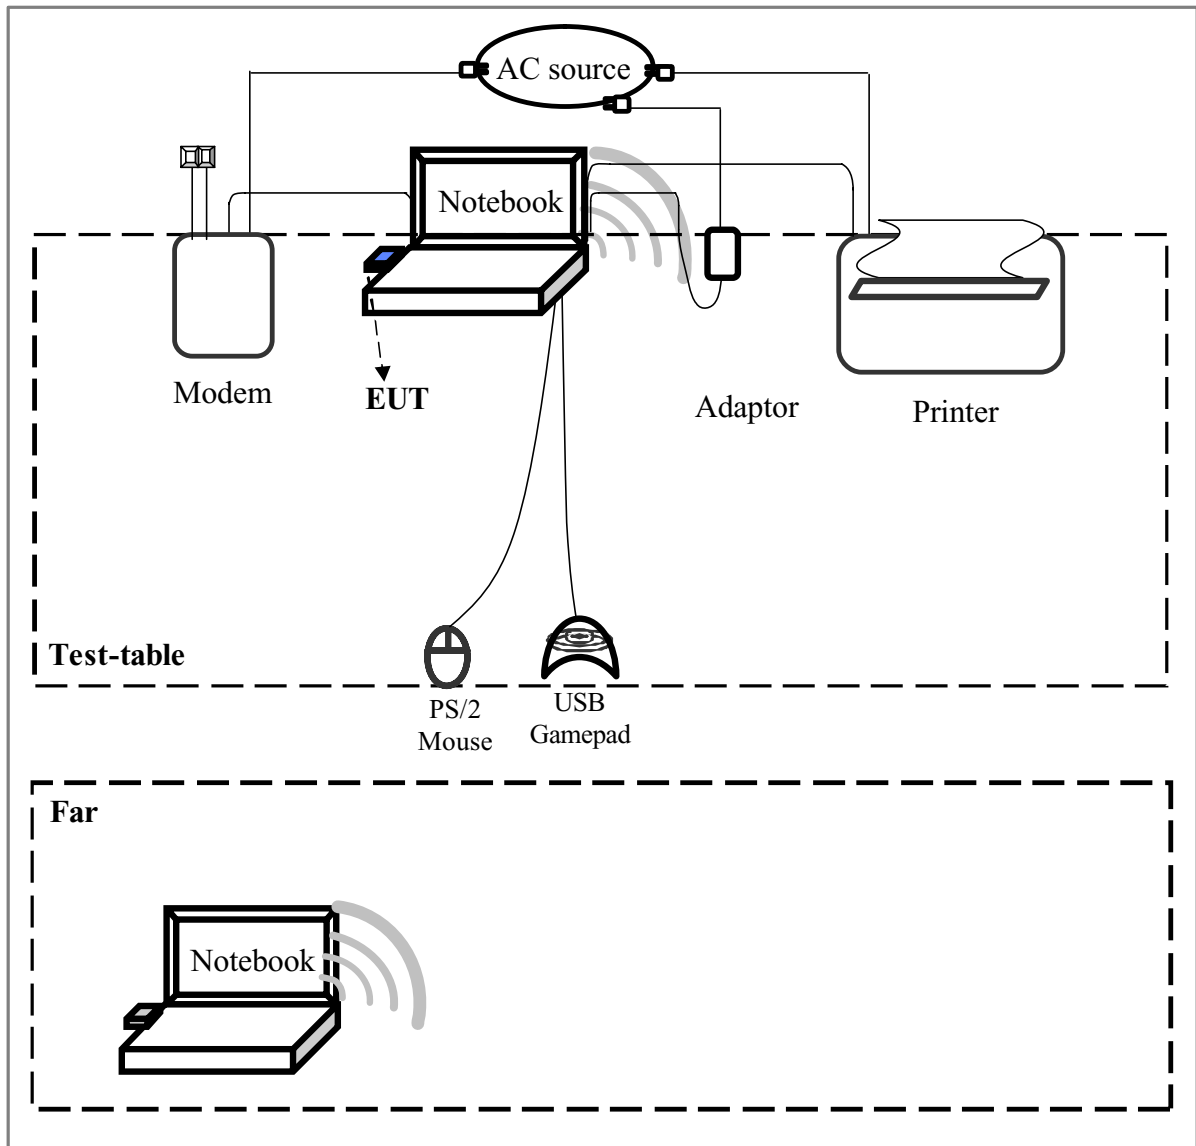 AC source
Notebook
Modem
EUT
Adaptor
Printer
Test-table
PS/2
Mouse
USB
Gamepad
Far
Notebook